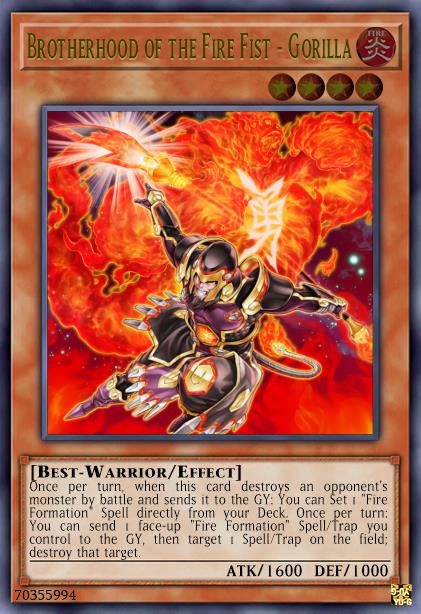 Brotherhood of the Fire Fist - Gorilla
FIRE
炎
勇
[Best-Warrior/Effect]
Once per turn, when this card destroys an opponent's
monster by battle and sends it to the GY: You can Set 1 "Fire
Formation" Spell directly from your Deck. Once per turn:
You can send 1 face-up "Fire Formation" Spell/Trap you
control to the GY, then target 1 Spell/Trap on the field;
destroy that target.
ATK/1600 DEF/1000
70355994